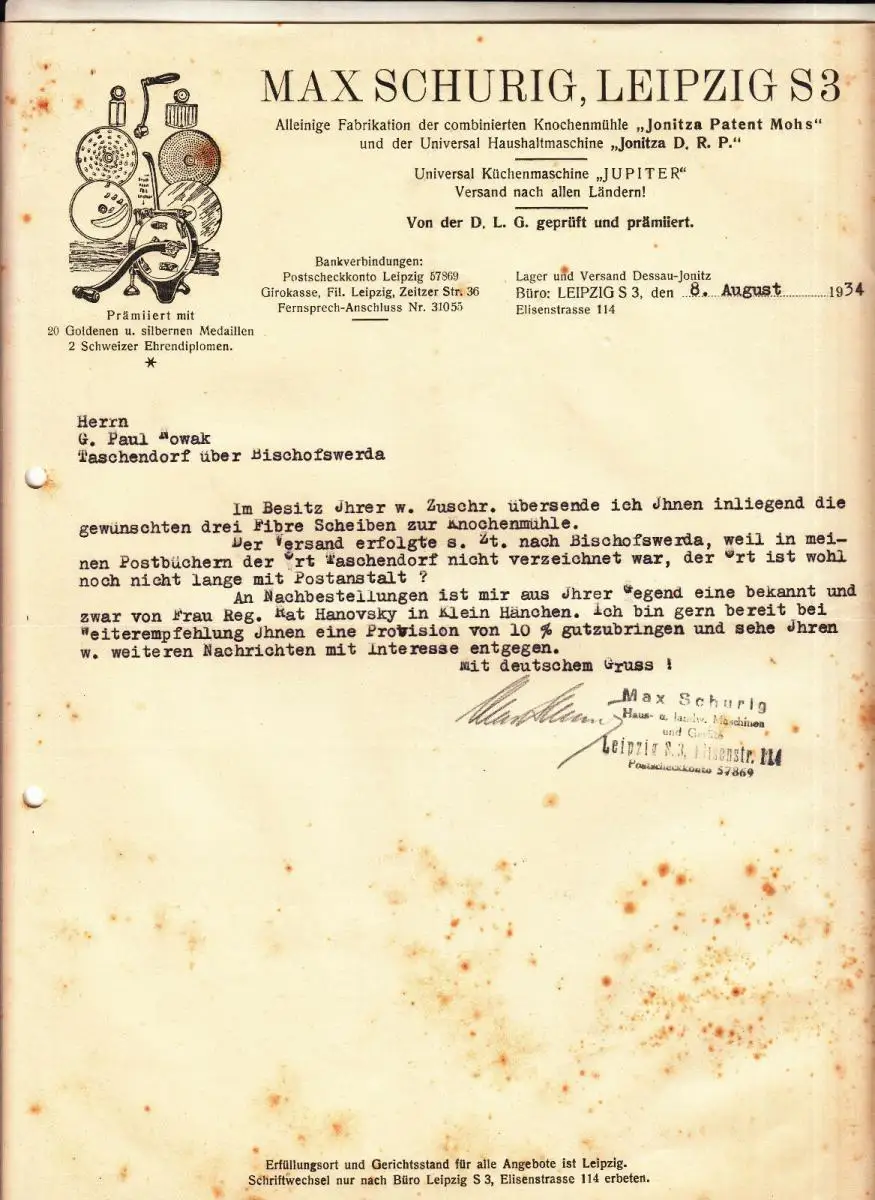 MAX SCHURIG, LEIPZIG S 3
Alleinige Fabrikation der combinierten Knochenmühle „Jonitza Patent Mohs“
und der Universal Haushaltmaschine „Jonitza D. R. P.“
Universal Küchenmaschine „JUPITER“
Versand nach allen Ländern!
Von der D. L. G. geprüft und prämiiert.
Prämiiert mit
20 Goldenen u. silbernen Medaillen
2 Schweizer Ehrendiplomen.
Bankverbindungen:
Postscheckkonto Leipzig 57869
Girokasse, Fil. Leipzig, Zeitzer Str. 36
Fernsprech-Anschluss Nr. 31055
Lager und Versand Dessau-Jonitz
Büro: LEIPZIG S 3, den 8. August 1934
Elisenstrasse 114
Herrn
G. Paul Nowak
Taschendorf über Bischofswerda
Im Besitz Jhrer w. Zuschr. übersende ich Jhnen inliegend die
gewünschten drei Fibre Scheiben zur Knochenmühle.
Der Versand erfolgte s. Zt. nach Bischofswerda, weil in mei-
nen Postbüchern der Ort Taschendorf nicht verzeichnet war, der Ort ist wohl
noch nicht lange mit Postanstalt ?
An Nachbestellungen ist mir aus Jhrer Gegend eine bekannt und
zwar von Frau Reg. Rat Hanovsky in Klein Hänchen. Ich bin gern bereit bei
Weiterempfehlung Jhnen eine Provision von 10 % gutzubringen und sehe Jhren
w. weiteren Nachrichten mit Interesse entgegen.
Mit deutschem Gruss !
Max Schurig
Haus- u. landw. Maschinen
und Geräte
Leipzig S. 3, Elisenstr. 114
Postscheckkonto 57869
Erfüllungsort und Gerichtsstand für alle Angebote ist Leipzig.
Schriftwechsel nur nach Büro Leipzig S 3, Elisenstrasse 114 erbeten.